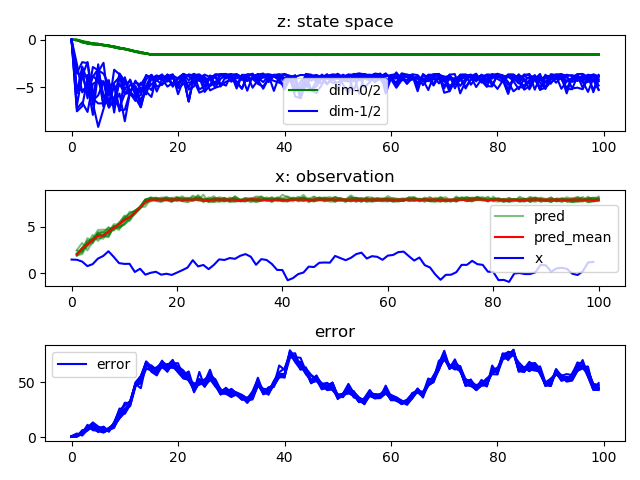 z: state space
0
−5
dim-0/2
dim-1/2
0 20 40 60 80 100
x: observation
5
0
pred
pred_mean
x
0 20 40 60 80 100
error
50
0
error
0 20 40 60 80 100